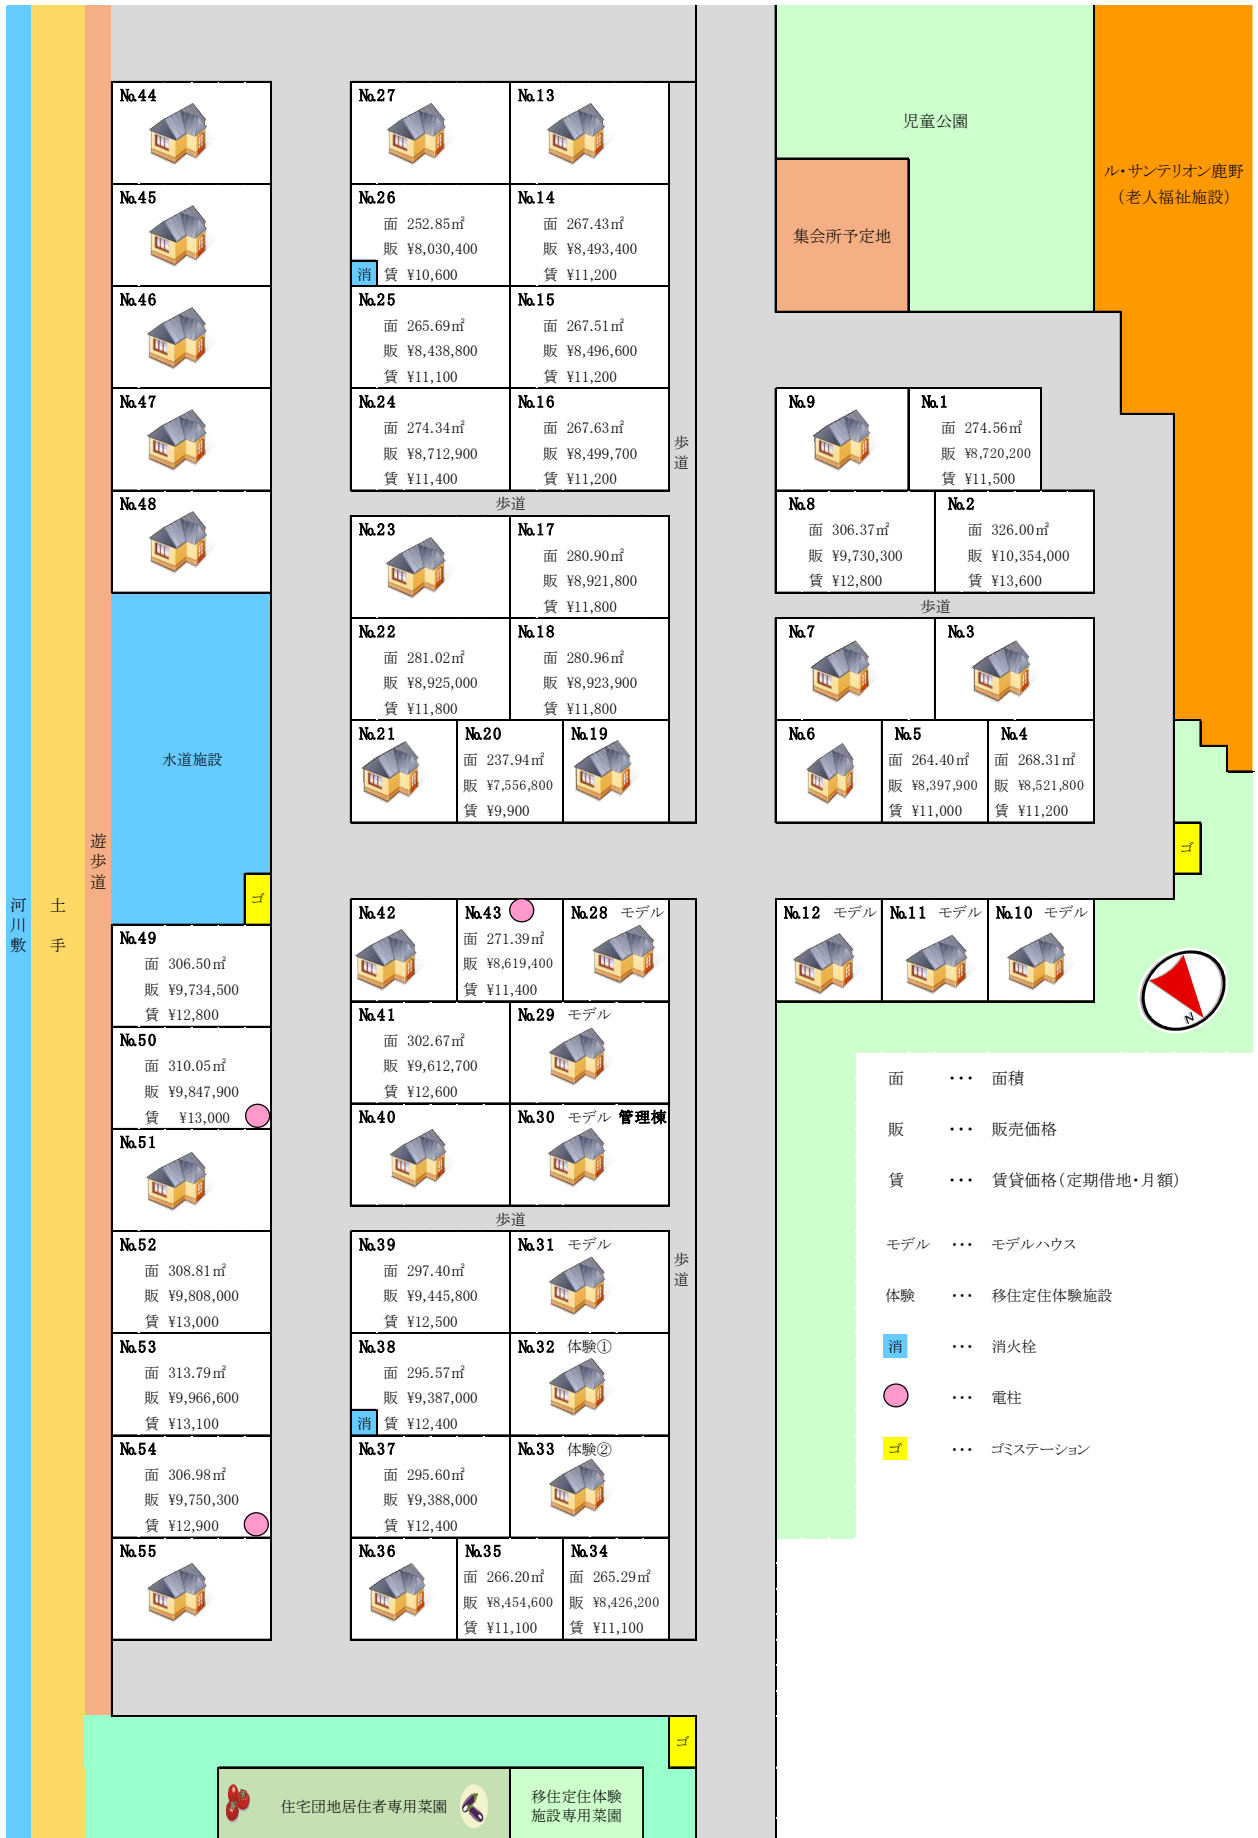 No.44
No.45
No.46
No.47
No.48
水道施設
ゴ
No.49
面 306.50㎡
販 ¥9,734,500
賃 ¥12,800
No.50
面 310.05㎡
販 ¥9,847,900
賃 ¥13,000
No.51
No.52
面 308.81㎡
販 ¥9,808,000
賃 ¥13,000
No.53
面 313.79㎡
販 ¥9,966,600
賃 ¥13,100
No.54
面 306.98㎡
販 ¥9,750,300
賃 ¥12,900
No.55
河川敷
土手
遊歩道
No.27
No.13
No.26
面 252.85㎡
販 ¥8,030,400
消 賃 ¥10,600
No.14
面 267.43㎡
販 ¥8,493,400
賃 ¥11,200
No.25
面 265.69㎡
販 ¥8,438,800
賃 ¥11,100
No.15
面 267.51㎡
販 ¥8,496,600
賃 ¥11,200
No.24
面 274.34㎡
販 ¥8,712,900
賃 ¥11,400
No.16
面 267.63㎡
販 ¥8,499,700
賃 ¥11,200
歩道
歩道
No.23
No.17
面 280.90㎡
販 ¥8,921,800
賃 ¥11,800
No.22
面 281.02㎡
販 ¥8,925,000
賃 ¥11,800
No.18
面 280.96㎡
販 ¥8,923,900
賃 ¥11,800
No.21
No.20
面 237.94㎡
販 ¥7,556,800
賃 ¥9,900
No.19
No.42
No.43
面 271.39㎡
販 ¥8,619,400
賃 ¥11,400
No.28 モデル
No.41
面 302.67㎡
販 ¥9,612,700
賃 ¥12,600
No.29 モデル
No.40
No.30 モデル 管理棟
歩道
歩道
No.39
面 297.40㎡
販 ¥9,445,800
賃 ¥12,500
No.31 モデル
No.38
面 295.57㎡
販 ¥9,387,000
消 賃 ¥12,400
No.32 体験①
No.37
面 295.60㎡
販 ¥9,388,000
賃 ¥12,400
No.33 体験②
No.36
No.35
面 266.20㎡
販 ¥8,454,600
賃 ¥11,100
No.34
面 265.29㎡
販 ¥8,426,200
賃 ¥11,100
ゴ
住宅団地居住者専用菜園
移住定住体験
施設専用菜園
児童公園
集会所予定地
ル・サンテリオン鹿野
(老人福祉施設)
No.9
No.1
面 274.56㎡
販 ¥8,720,200
賃 ¥11,500
No.8
面 306.37㎡
販 ¥9,730,300
賃 ¥12,800
No.2
面 326.00㎡
販 ¥10,354,000
賃 ¥13,600
歩道
No.7
No.3
No.6
No.5
面 264.40㎡
販 ¥8,397,900
賃 ¥11,000
No.4
面 268.31㎡
販 ¥8,521,800
賃 ¥11,200
ゴ
No.12 モデル
No.11 モデル
No.10 モデル
N
面 ・・・ 面積
販 ・・・ 販売価格
賃 ・・・ 賃貸価格(定期借地・月額)
モデル ・・・ モデルハウス
体験 ・・・ 移住定住体験施設
消 ・・・ 消火栓
・・・ 電柱
ゴ ・・・ ゴミステーション